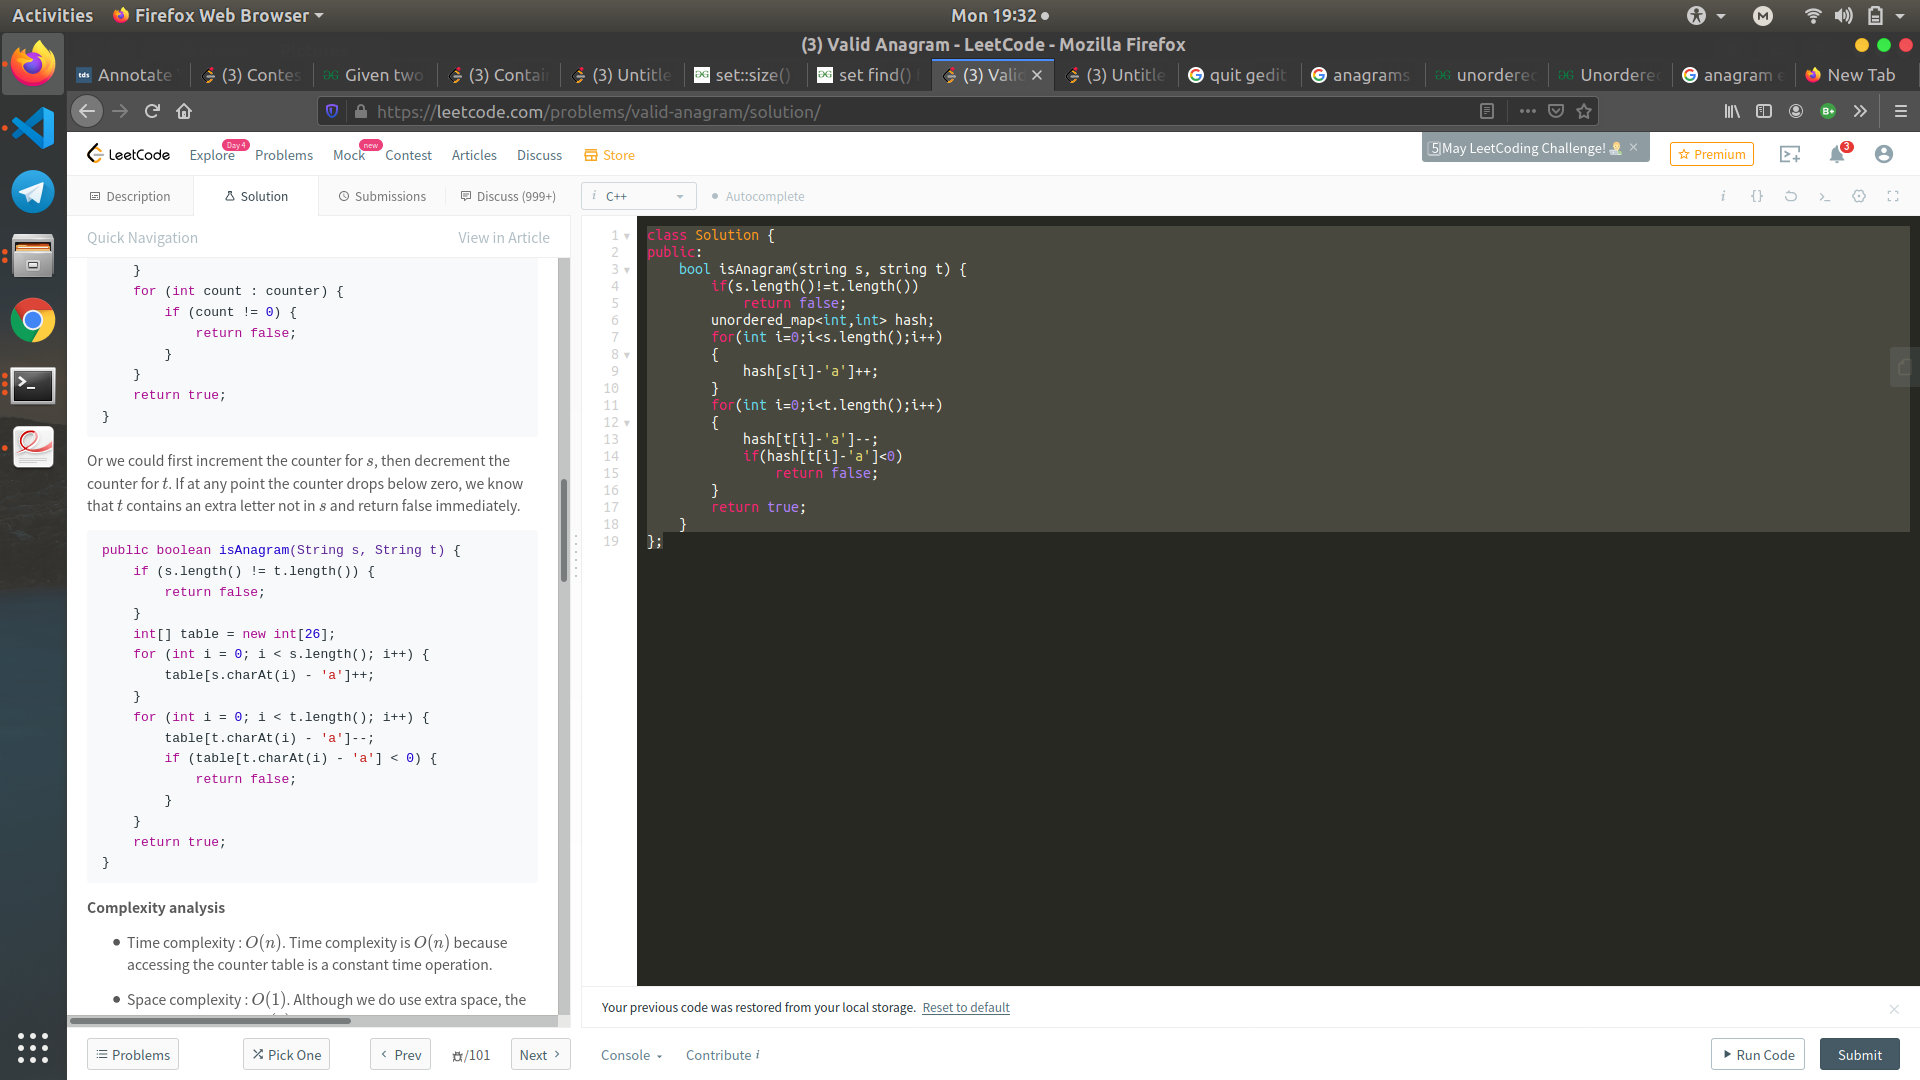 Activities
Firefox Web Browser
Mon 19:32
(3) Valid Anagram - LeetCode - Mozilla Firefox
tds Annotate
(3) Contes
Given two
(3) Contai
(3) Untitle
set::size()
set find()
(3) Valid
(3) Untitle
quit gedit
anagrams
unordered
Unordered
anagram e
New Tab
https://leetcode.com/problems/valid-anagram/solution/
LeetCode
Explore
Day 4
Problems
Mock
new
Contest
Articles
Discuss
Store
5 May LeetCoding Challenge!
Premium
3
Description
Solution
Submissions
Discuss (999+)
i C++
Autocomplete
Quick Navigation
View in Article
}
for (int count : counter) {
if (count != 0) {
return false;
}
}
return true;
}
Or we could first increment the counter for s, then decrement the
counter for t. If at any point the counter drops below zero, we know
that t contains an extra letter not in s and return false immediately.
public boolean isAnagram(String s, String t) {
if (s.length() != t.length()) {
return false;
}
int[] table = new int[26];
for (int i = 0; i < s.length(); i++) {
table[s.charAt(i) - 'a']++;
}
for (int i = 0; i < t.length(); i++) {
table[t.charAt(i) - 'a']--;
if (table[t.charAt(i) - 'a'] < 0) {
return false;
}
}
return true;
}
Complexity analysis
• Time complexity : O(n). Time complexity is O(n) because
accessing the counter table is a constant time operation.
• Space complexity : O(1). Although we do use extra space, the
1 class Solution {
2 public:
3 bool isAnagram(string s, string t) {
4 if(s.length()!=t.length())
5 return false;
6 unordered_map<int,int> hash;
7 for(int i=0;i<s.length();i++)
8 {
9 hash[s[i]-'a']++;
10 }
11 for(int i=0;i<t.length();i++)
12 {
13 hash[t[i]-'a']--;
14 if(hash[t[i]-'a']<0)
15 return false;
16 }
17 return true;
18 }
19 };
Your previous code was restored from your local storage. Reset to default
Problems
Pick One
Prev
/101
Next
Console
Contribute i
Run Code
Submit